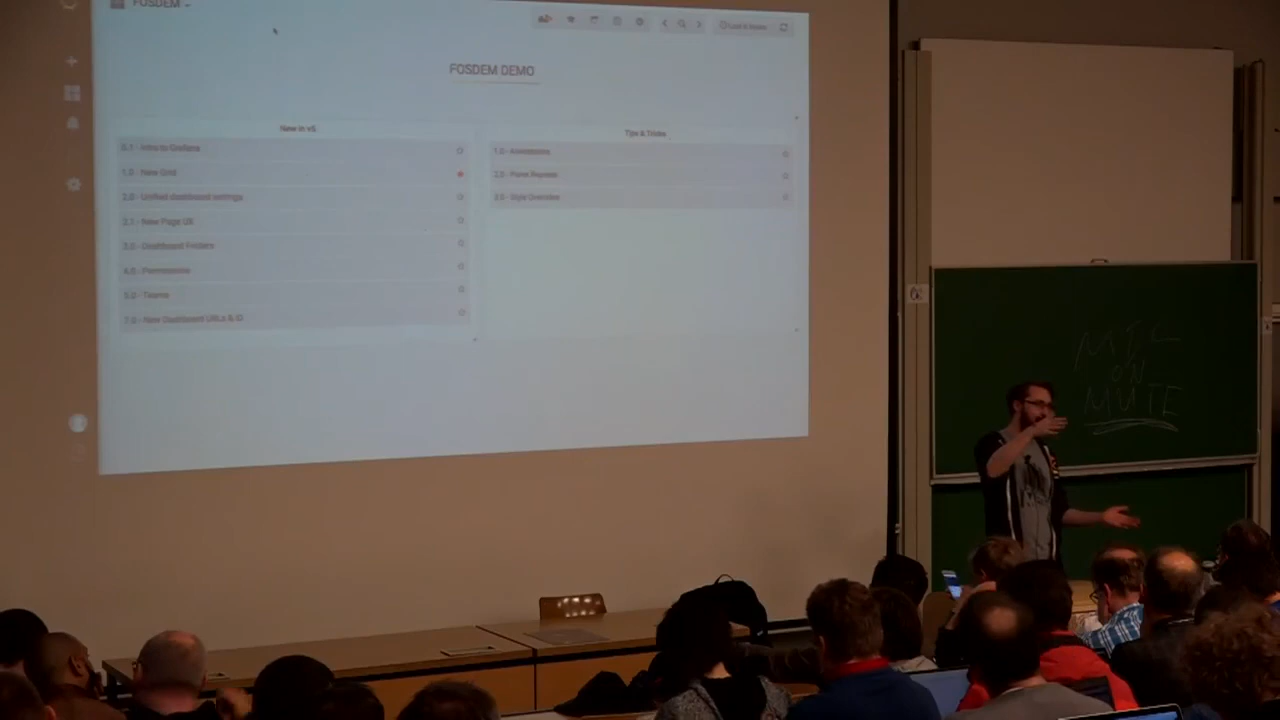 FOSDEM
FOSDEM DEMO
New in v5
0.1 - Intro to Grafana
1.0 - New Grid
2.0 - Unified dashboard settings
2.1 - New Page UX
3.0 - Dashboard Folders
4.0 - Permissions
5.0 - Teams
7.0 - New Dashboard URLs & ID
Tips & Tricks
1.0 - Annotations
2.0 - Panel Repeats
3.0 - Style Overview
MIC
ON
MUTE